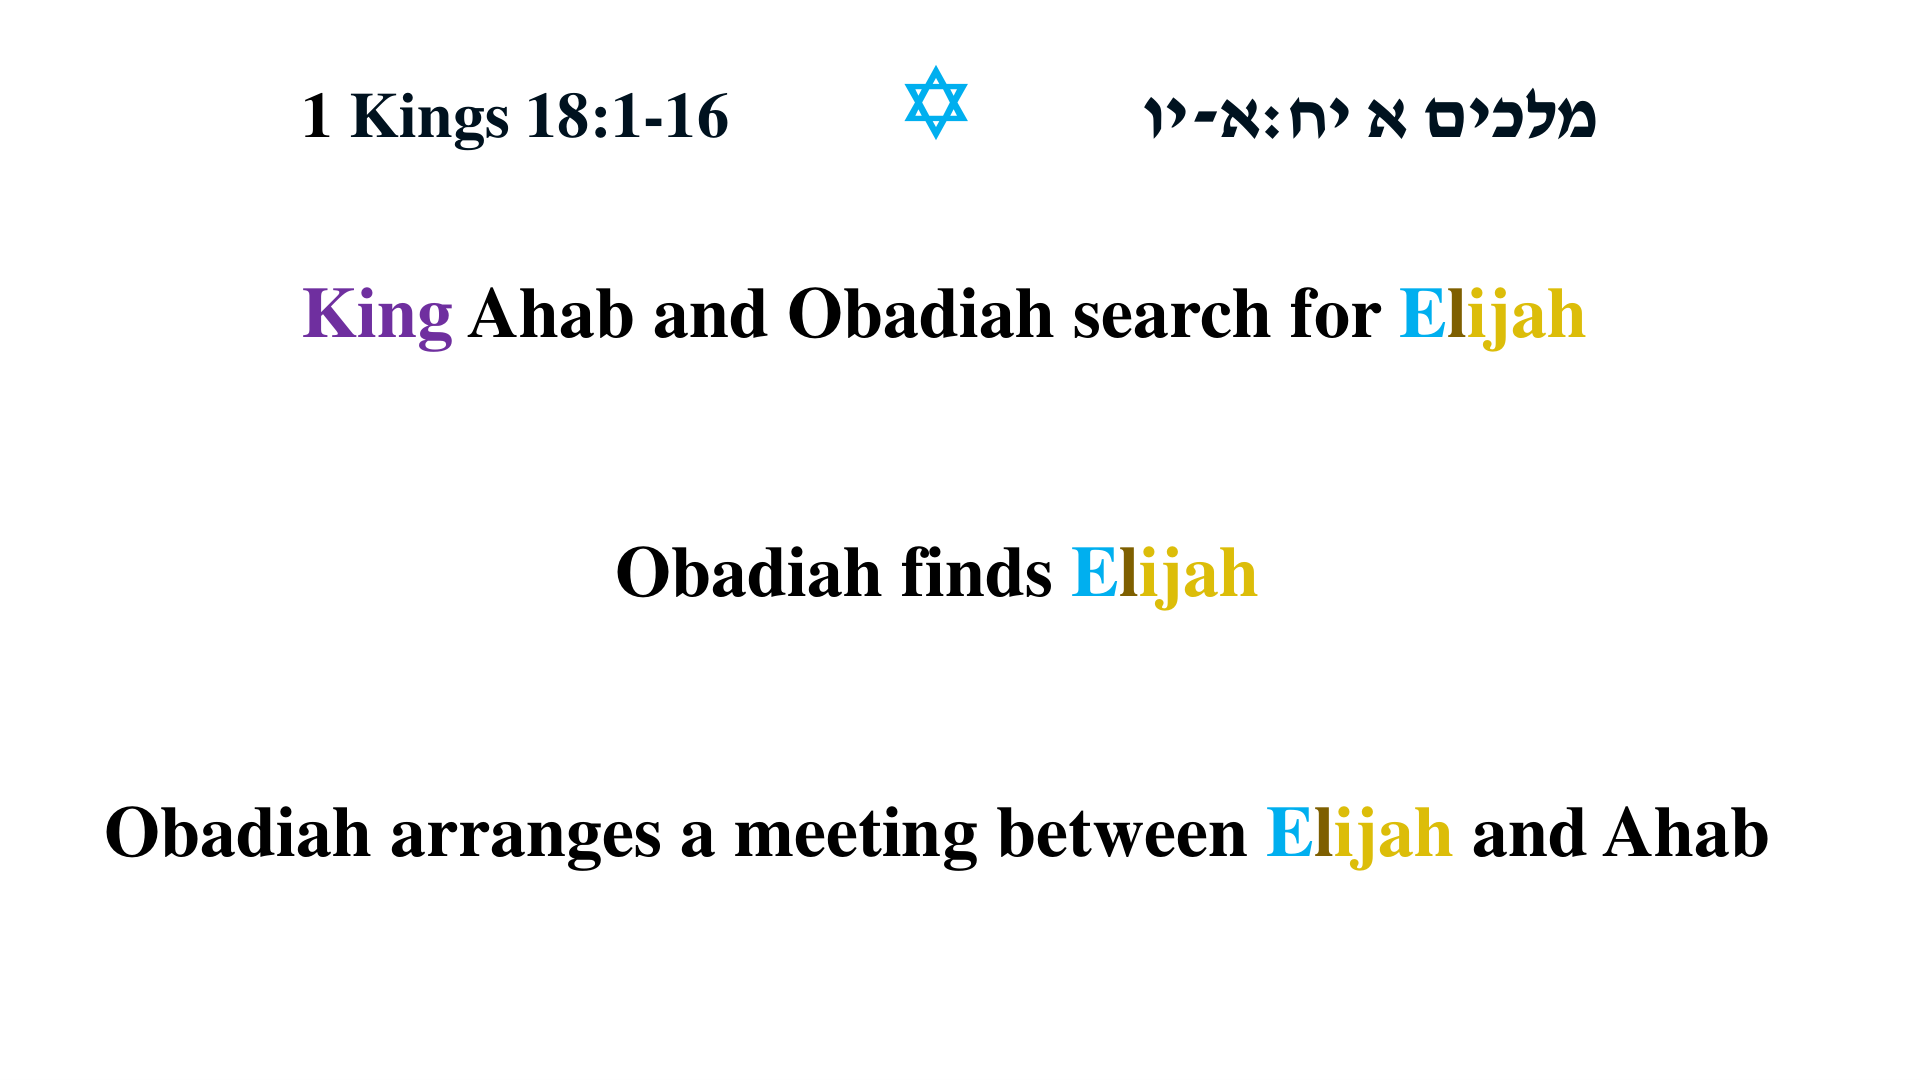 1 Kings 18:1-16 ✡ מלכים א יח:א-יו
King Ahab and Obadiah search for Elijah
Obadiah finds Elijah
Obadiah arranges a meeting between Elijah and Ahab